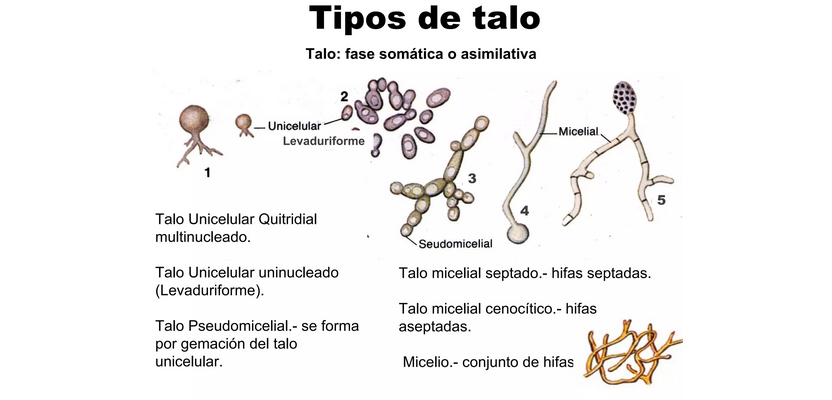 Tipos de talo
Talo: fase somática o asimilativa
2
Unicelular
Levaduriforme
Micelial
1
3
4
5
Seudomicelial
Talo Unicelular Quitridial
multinucleado.
Talo Unicelular uninucleado
(Levaduriforme).
Talo Pseudomicelial.- se forma
por gemación del talo
unicelular.
Talo micelial septado.- hifas septadas.
Talo micelial cenocítico.- hifas
aseptadas.
Micelio.- conjunto de hifas